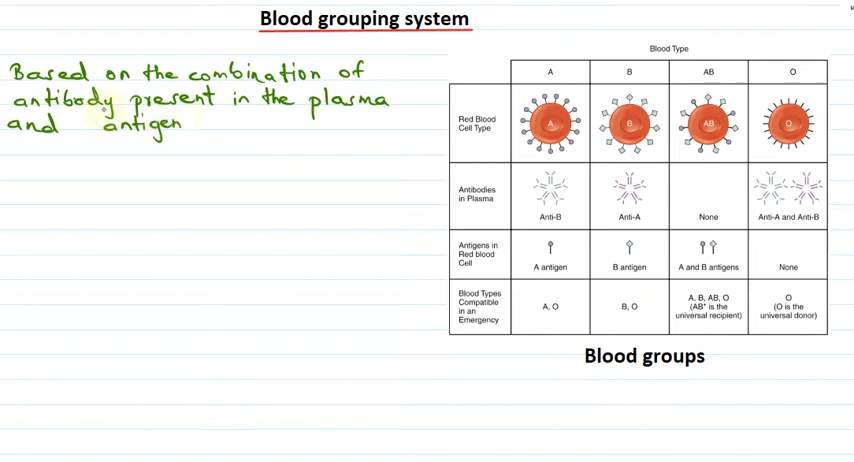 Blood grouping system
Based on the combination of
antibody present in the plasma
and antigen
Blood Type
A B AB O
Red Blood
Cell Type
A B AB O
Antibodies
in Plasma
Anti-B Anti-A None Anti-A and Anti-B
Antigens in
Red blood
Cell
A antigen B antigen A and B antigens None
Blood Types
Compatible
in an
Emergency
A, O
B, O
A, B, AB, O
(AB⁺ is the
universal recipient)
O
(O is the
universal donor)
Blood groups